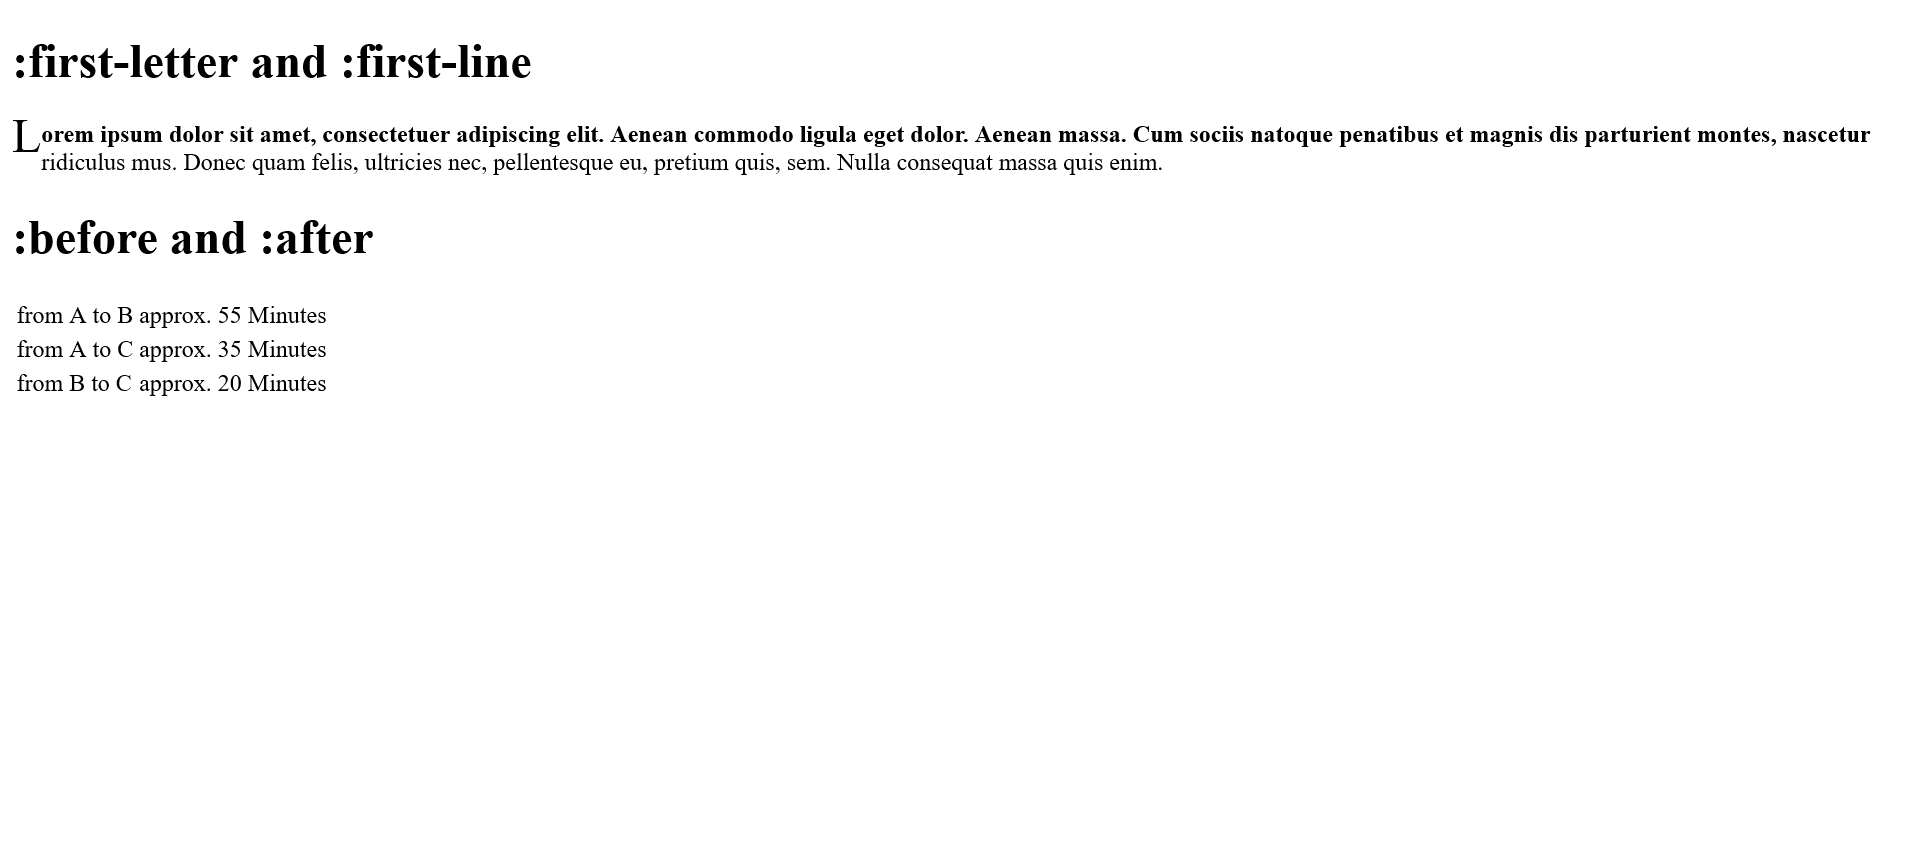 :first-letter and :first-line
Lorem ipsum dolor sit amet, consectetuer adipiscing elit. Aenean commodo ligula eget dolor. Aenean massa. Cum sociis natoque penatibus et magnis dis parturient montes, nascetur
ridiculus mus. Donec quam felis, ultricies nec, pellentesque eu, pretium quis, sem. Nulla consequat massa quis enim.
:before and :after
from A to B approx. 55 Minutes
from A to C approx. 35 Minutes
from B to C approx. 20 Minutes